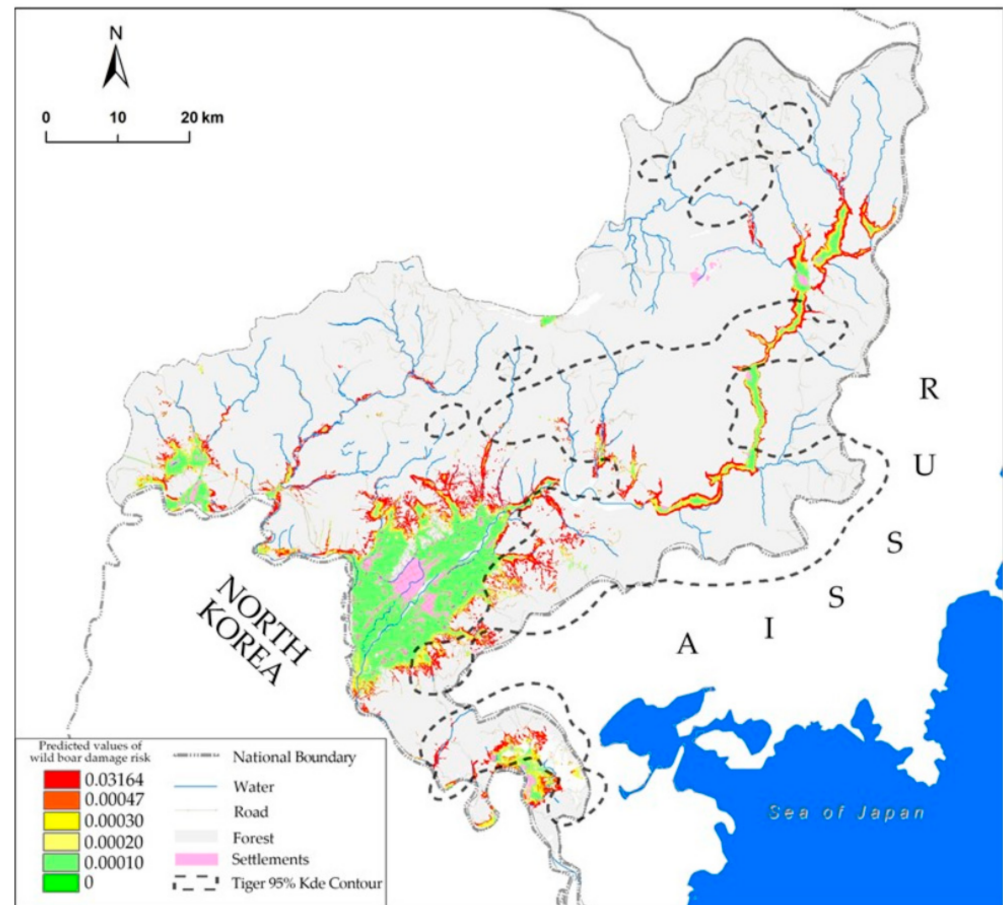 N
0 10 20 km
R
U
S
S
I
A
NORTH
KOREA
Sea of Japan
Predicted values of
wild boar damage risk
0.03164
0.00047
0.00030
0.00020
0.00010
0
National Boundary
Water
Road
Forest
Settlements
Tiger 95% Kde Contour